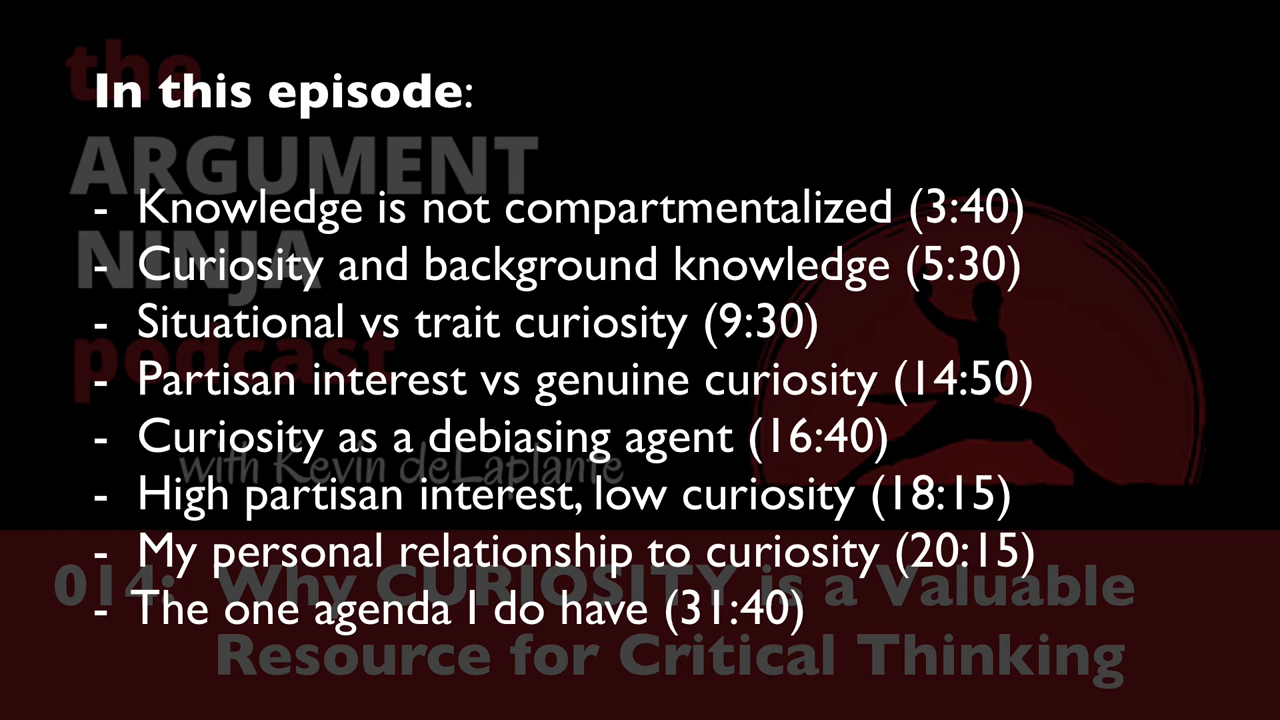 In this episode:
- Knowledge is not compartmentalized (3:40)
- Curiosity and background knowledge (5:30)
- Situational vs trait curiosity (9:30)
- Partisan interest vs genuine curiosity (14:50)
- Curiosity as a debiasing agent (16:40)
- High partisan interest, low curiosity (18:15)
- My personal relationship to curiosity (20:15)
- The one agenda I do have (31:40)
the
ARGUMENT
NINJA
podcast
with Kevin deLaplante
014: Why CURIOSITY is a Valuable
Resource for Critical Thinking